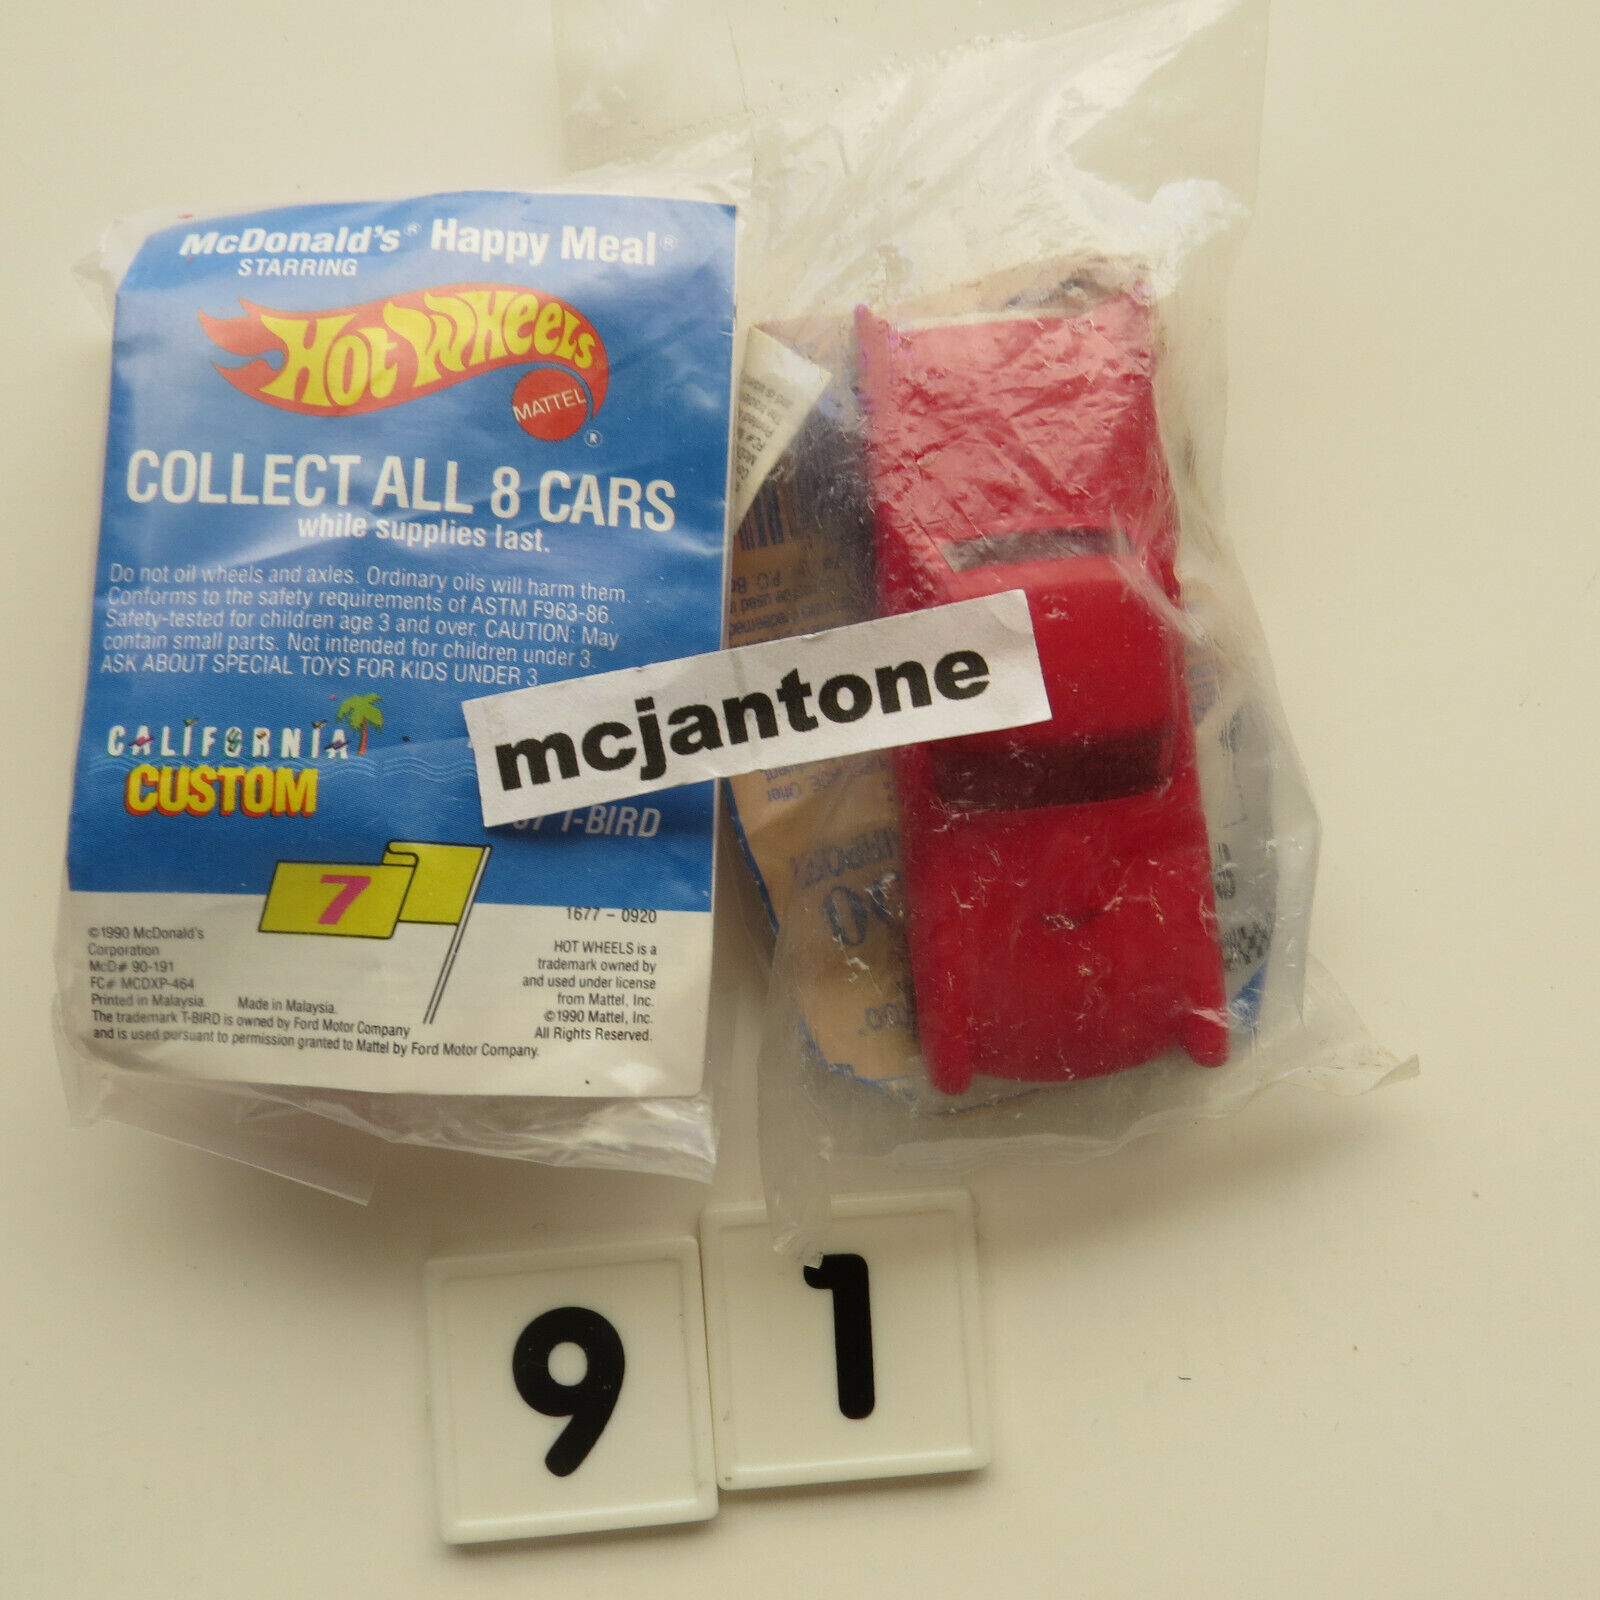 McDonald's® Happy Meal®
STARRING
Hot Wheels
MATTEL
®
COLLECT ALL 8 CARS
while supplies last.
Do not oil wheels and axles. Ordinary oils will harm them.
Conforms to the safety requirements of ASTM F963-86.
Safety-tested for children age 3 and over. CAUTION: May
contain small parts. Not intended for children under 3.
ASK ABOUT SPECIAL TOYS FOR KIDS UNDER 3
CALIFORNIA
CUSTOM
T-BIRD
7
1677 – 0920
©1990 McDonald's
Corporation
McD# 90-191
FC# MCDXP-464
Printed in Malaysia. Made in Malaysia.
The trademark T-BIRD is owned by Ford Motor Company
and is used pursuant to permission granted to Mattel by Ford Motor Company.
HOT WHEELS is a
trademark owned by
and used under license
from Mattel, Inc.
©1990 Mattel, Inc.
All Rights Reserved.
mcjantone
9 1